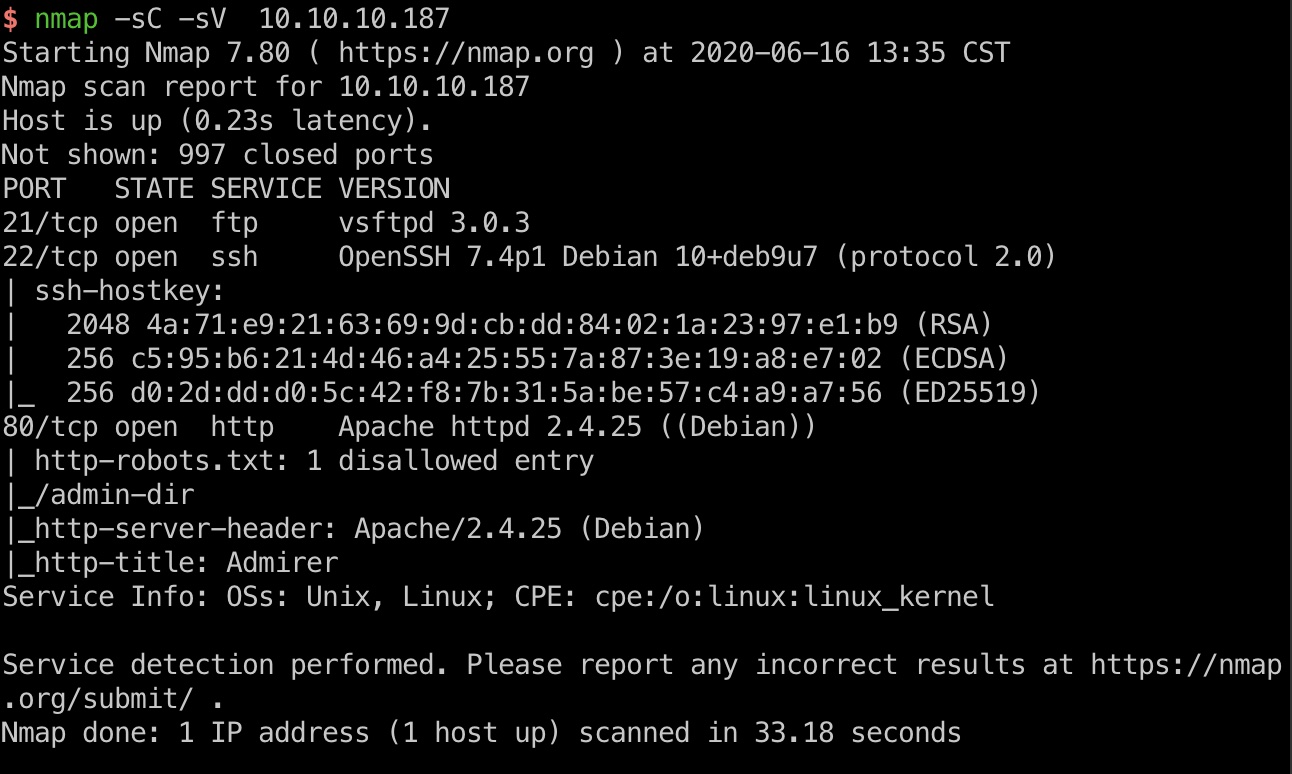 $ nmap -sC -sV  10.10.10.187
Starting Nmap 7.80 ( https://nmap.org ) at 2020-06-16 13:35 CST
Nmap scan report for 10.10.10.187
Host is up (0.23s latency).
Not shown: 997 closed ports
PORT   STATE SERVICE VERSION
21/tcp open  ftp     vsftpd 3.0.3
22/tcp open  ssh     OpenSSH 7.4p1 Debian 10+deb9u7 (protocol 2.0)
| ssh-hostkey:
|   2048 4a:71:e9:21:63:69:9d:cb:dd:84:02:1a:23:97:e1:b9 (RSA)
|   256 c5:95:b6:21:4d:46:a4:25:55:7a:87:3e:19:a8:e7:02 (ECDSA)
|_  256 d0:2d:dd:d0:5c:42:f8:7b:31:5a:be:57:c4:a9:a7:56 (ED25519)
80/tcp open  http    Apache httpd 2.4.25 ((Debian))
| http-robots.txt: 1 disallowed entry
|_/admin-dir
|_http-server-header: Apache/2.4.25 (Debian)
|_http-title: Admirer
Service Info: OSs: Unix, Linux; CPE: cpe:/o:linux:linux_kernel

Service detection performed. Please report any incorrect results at https://nmap
.org/submit/ .
Nmap done: 1 IP address (1 host up) scanned in 33.18 seconds